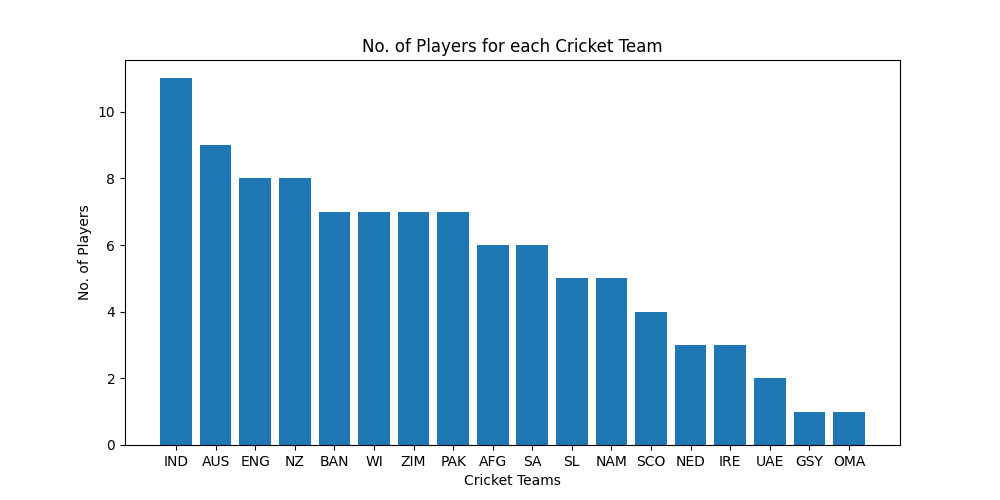 No. of Players for each Cricket Team
No. of Players
10
8
6
4
2
0
IND AUS ENG NZ BAN WI ZIM PAK AFG SA SL NAM SCO NED IRE UAE GSY OMA
Cricket Teams